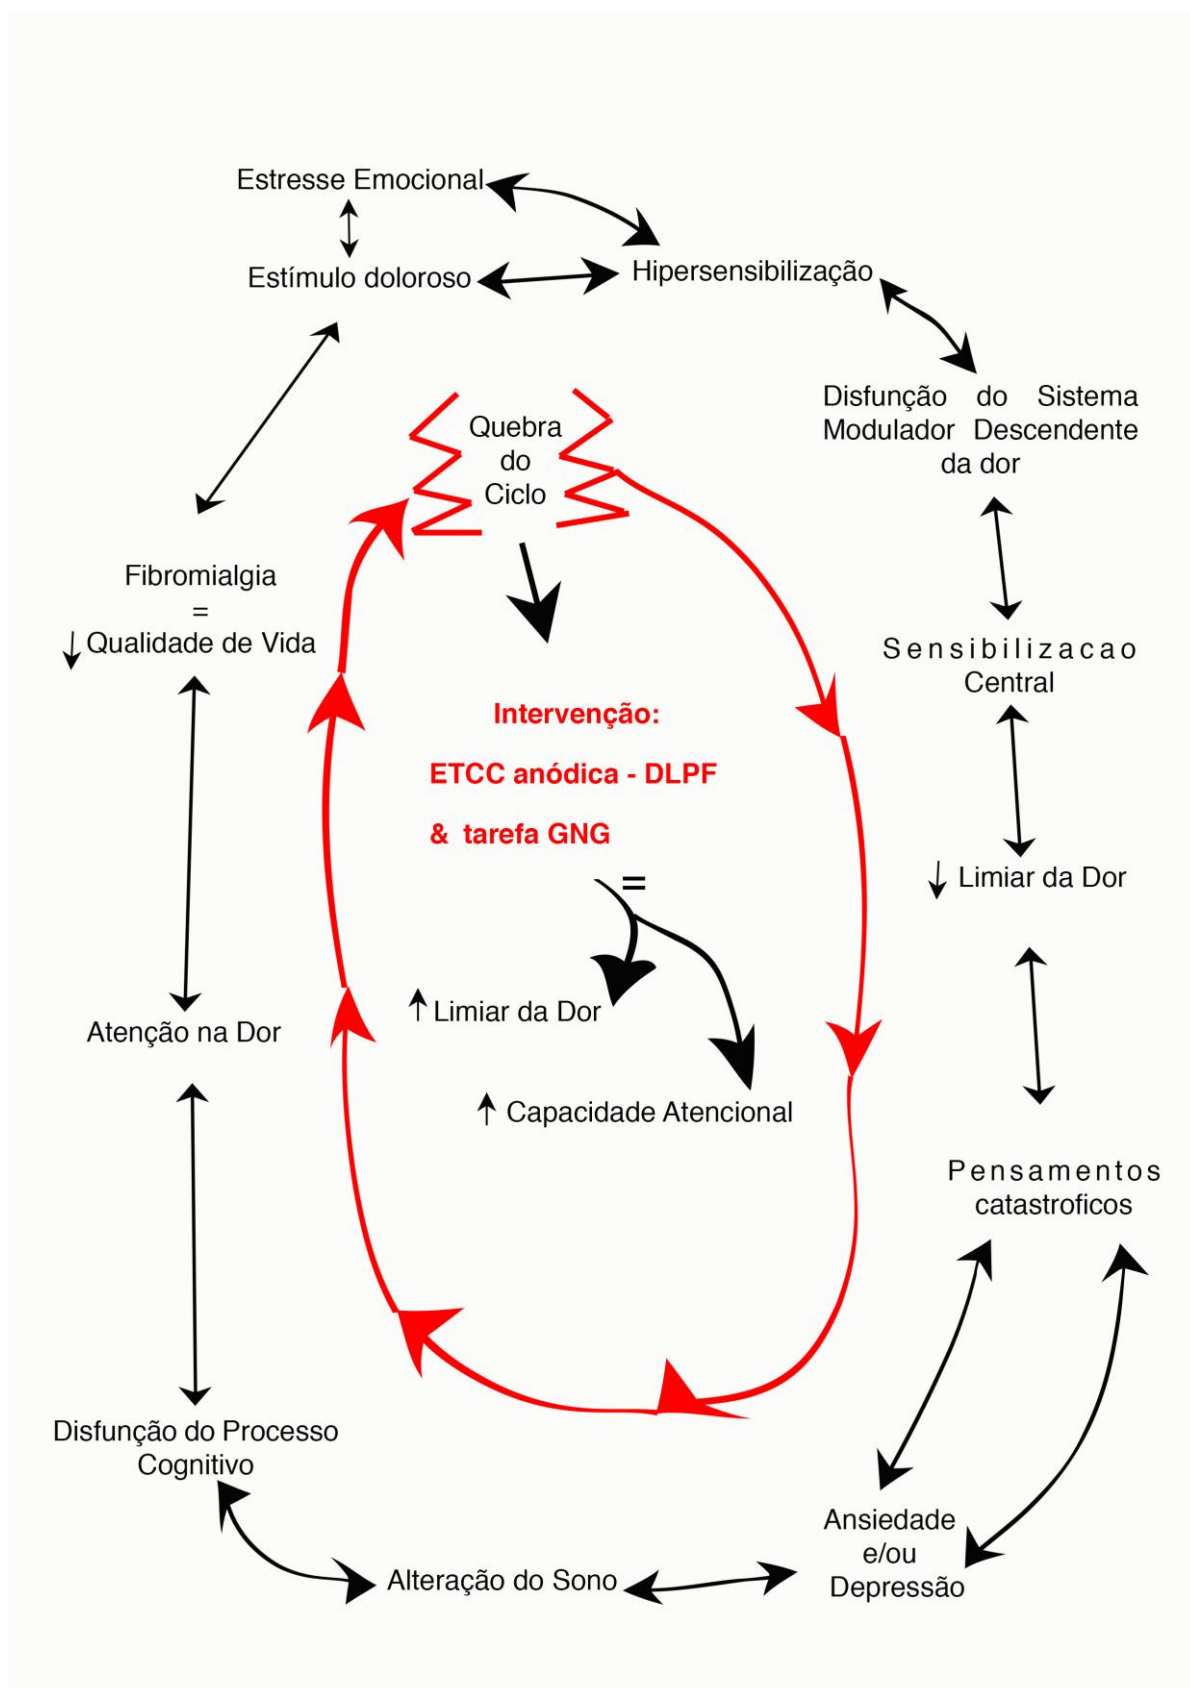 Estresse Emocional
Estímulo doloroso
Hipersensibilização
Disfunção do Sistema
Modulador Descendente
da dor
Quebra
do
Ciclo
Fibromialgia
=
↓ Qualidade de Vida
Sensibilizacao
Central
Intervenção:
ETCC anódica - DLPF
& tarefa GNG
=
↓ Limiar da Dor
↑ Limiar da Dor
Atenção na Dor
↑ Capacidade Atencional
Pensamentos
catastroficos
Disfunção do Processo
Cognitivo
Ansiedade
e/ou
Depressão
Alteração do Sono